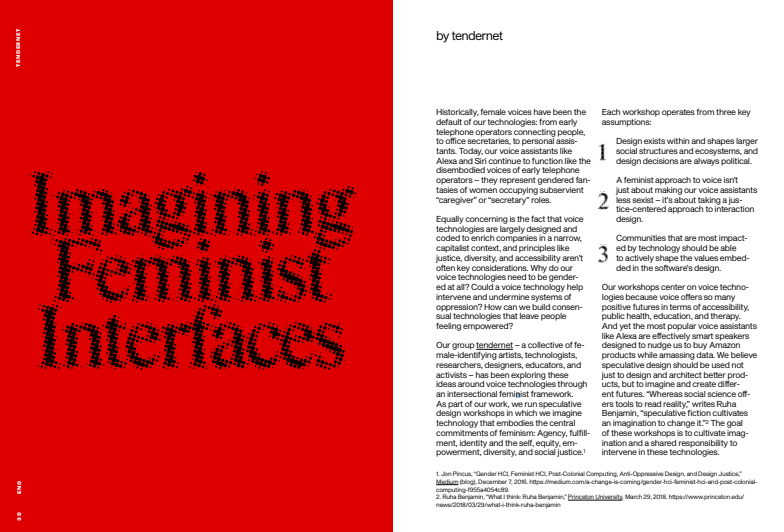 TENDERNET
Imagining
Feminist
Interfaces
ENG
30
by tendernet
Historically, female voices have been the
default of our technologies: from early
telephone operators connecting people,
to office secretaries, to personal assis-
tants. Today, our voice assistants like
Alexa and Siri continue to function like the
disembodied voices of early telephone
operators – they represent gendered fan-
tasies of women occupying subservient
“caregiver” or “secretary” roles.
Equally concerning is the fact that voice
technologies are largely designed and
coded to enrich companies in a narrow,
capitalist context, and principles like
justice, diversity, and accessibility aren’t
often key considerations. Why do our
voice technologies need to be gender-
ed at all? Could a voice technology help
intervene and undermine systems of
oppression? How can we build consen-
sual technologies that leave people
feeling empowered?
Our group tendernet – a collective of fe-
male-identifying artists, technologists,
researchers, designers, educators, and
activists – has been exploring these
ideas around voice technologies through
an intersectional feminist framework.
As part of our work, we run speculative
design workshops in which we imagine
technology that embodies the central
commitments of feminism: Agency, fulfill-
ment, identity and the self, equity, em-
powerment, diversity, and social justice.¹
Each workshop operates from three key
assumptions:
1 Design exists within and shapes larger
social structures and ecosystems, and
design decisions are always political.
2 A feminist approach to voice isn’t
just about making our voice assistants
less sexist – it’s about taking a jus-
tice-centered approach to interaction
design.
3 Communities that are most impact-
ed by technology should be able
to actively shape the values embed-
ded in the software’s design.
Our workshops center on voice techno-
logies because voice offers so many
positive futures in terms of accessibility,
public health, education, and therapy.
And yet the most popular voice assistants
like Alexa are effectively smart speakers
designed to nudge us to buy Amazon
products while amassing data. We believe
speculative design should be used not
just to design and architect better prod-
ucts, but to imagine and create differ-
ent futures. “Whereas social science off-
ers tools to read reality,” writes Ruha
Benjamin, “speculative fiction cultivates
an imagination to change it.”² The goal
of these workshops is to cultivate imag-
ination and a shared responsibility to
intervene in these technologies.
1. Jon Pincus, “Gender HCI, Feminist HCI, Post-Colonial Computing, Anti-Oppressive Design, and Design Justice,”
Medium (blog), December 7, 2016. https://medium.com/a-change-is-coming/gender-hci-feminist-hci-and-post-colonial-
computing-f955a4054c89.
2. Ruha Benjamin, “What I think: Ruha Benjamin,” Princeton University, March 29, 2018. https://www.princeton.edu/
news/2018/03/29/what-i-think-ruha-benjamin